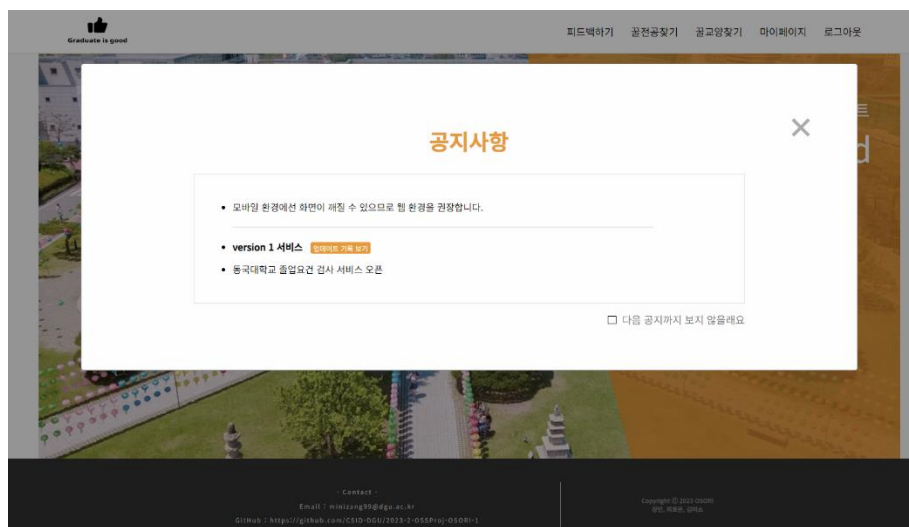 Graduate is good
피드백하기 꿀전공찾기 꿀교양찾기 마이페이지 로그아웃
트
d
공지사항
×
• 모바일 환경에선 화면이 깨질 수 있으므로 웹 환경을 권장합니다.
• version 1 서비스 업데이트 기록 보기
• 동국대학교 졸업요건 검사 서비스 오픈
다음 공지까지 보지 않을래요
- Contact -
Email : minizang99@dgu.ac.kr
GitHub : https://github.com/CSID-DGU/2023-2-OSSProj-OSORI-1
Copyright ⓒ 2023 OSORI